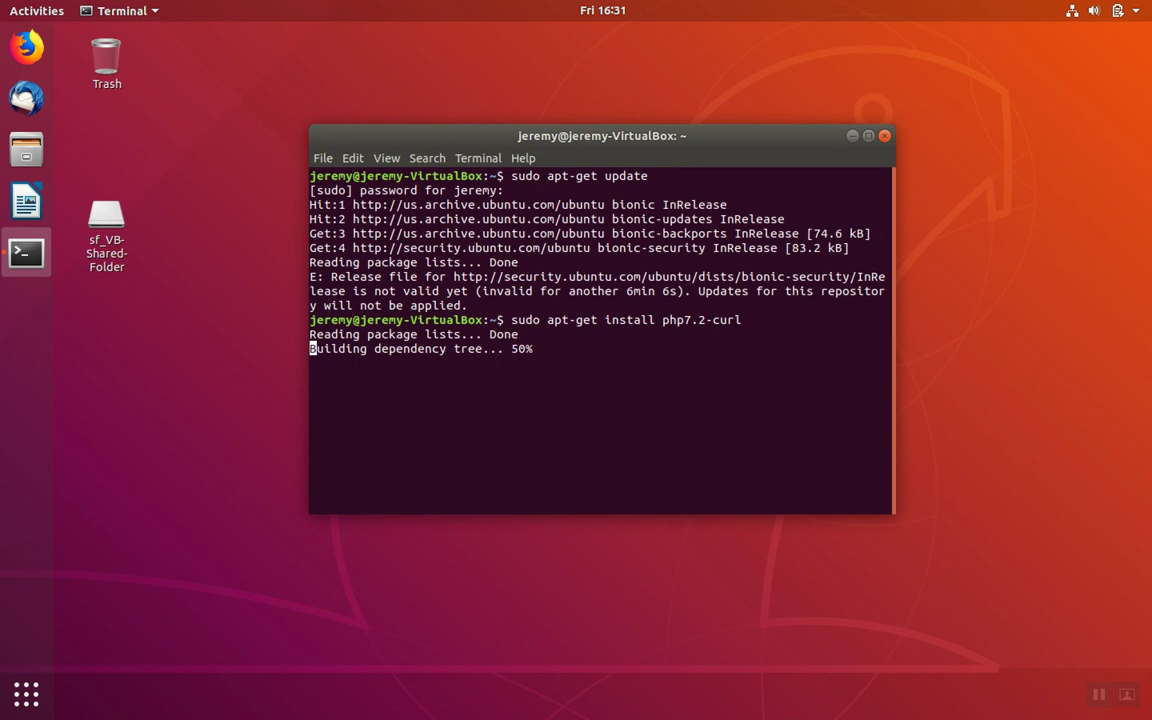 Activities Terminal Fri 16:31
Trash
sf_VB-
Shared-
Folder
jeremy@jeremy-VirtualBox: ~
File Edit View Search Terminal Help
jeremy@jeremy-VirtualBox:~$ sudo apt-get update
[sudo] password for jeremy:
Hit:1 http://us.archive.ubuntu.com/ubuntu bionic InRelease
Hit:2 http://us.archive.ubuntu.com/ubuntu bionic-updates InRelease
Get:3 http://us.archive.ubuntu.com/ubuntu bionic-backports InRelease [74.6 kB]
Get:4 http://security.ubuntu.com/ubuntu bionic-security InRelease [83.2 kB]
Reading package lists... Done
E: Release file for http://security.ubuntu.com/ubuntu/dists/bionic-security/InRe
lease is not valid yet (invalid for another 6min 6s). Updates for this repositor
y will not be applied.
jeremy@jeremy-VirtualBox:~$ sudo apt-get install php7.2-curl
Reading package lists... Done
Building dependency tree... 50%